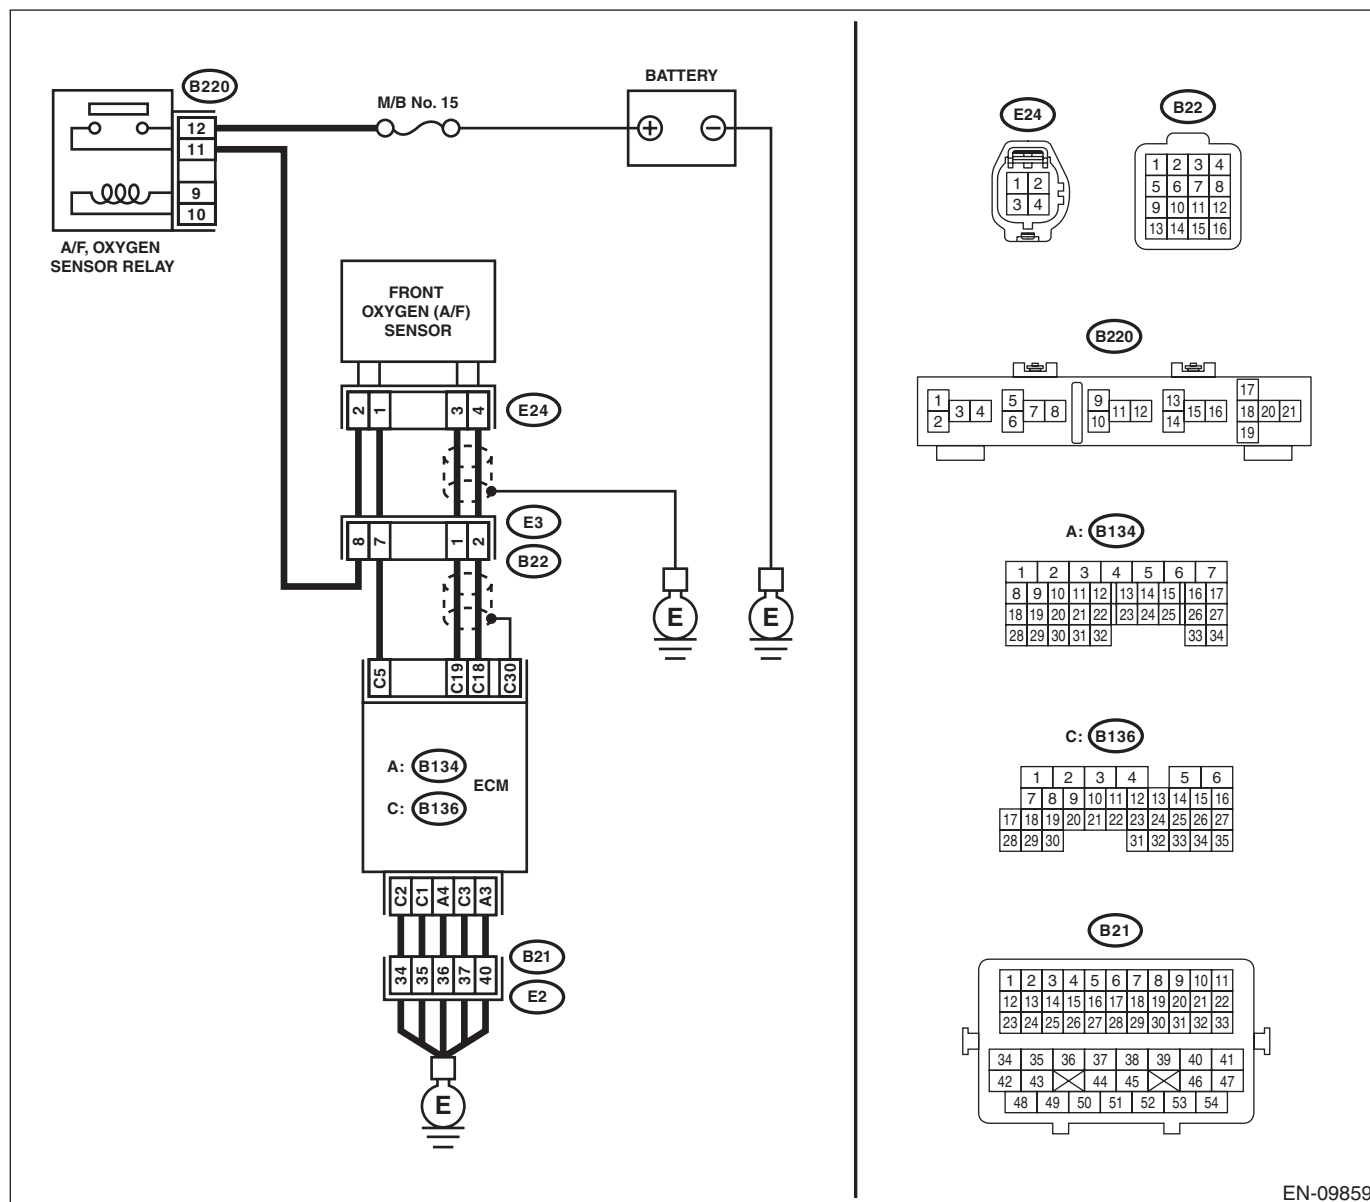 B220
12
11
9
10
A/F, OXYGEN
SENSOR RELAY
M/B No. 15
BATTERY
+ −
FRONT
OXYGEN (A/F)
SENSOR
2 1 3 4
E24
8 7 1 2
E3
B22
E E
C5 C19 C18 C30
A: B134
ECM
C: B136
C2 C1 A4 C3 A3
B21
34 35 36 37 40
E2
E
E24
1 2
3 4
B22
1 2 3 4
5 6 7 8
9 10 11 12
13 14 15 16
B220
17
1 5 9 13
3 4 7 8 11 12 15 16 18 20 21
2 6 10 14
19
A: B134
1 2 3 4 5 6 7
8 9 10 11 12 13 14 15 16 17
18 19 20 21 22 23 24 25 26 27
28 29 30 31 32 33 34
C: B136
1 2 3 4 5 6
7 8 9 10 11 12 13 14 15 16
17 18 19 20 21 22 23 24 25 26 27
28 29 30 31 32 33 34 35
B21
1 2 3 4 5 6 7 8 9 10 11
12 13 14 15 16 17 18 19 20 21 22
23 24 25 26 27 28 29 30 31 32 33
34 35 36 37 38 39 40 41
42 43 44 45 46 47
48 49 50 51 52 53 54
EN-09859